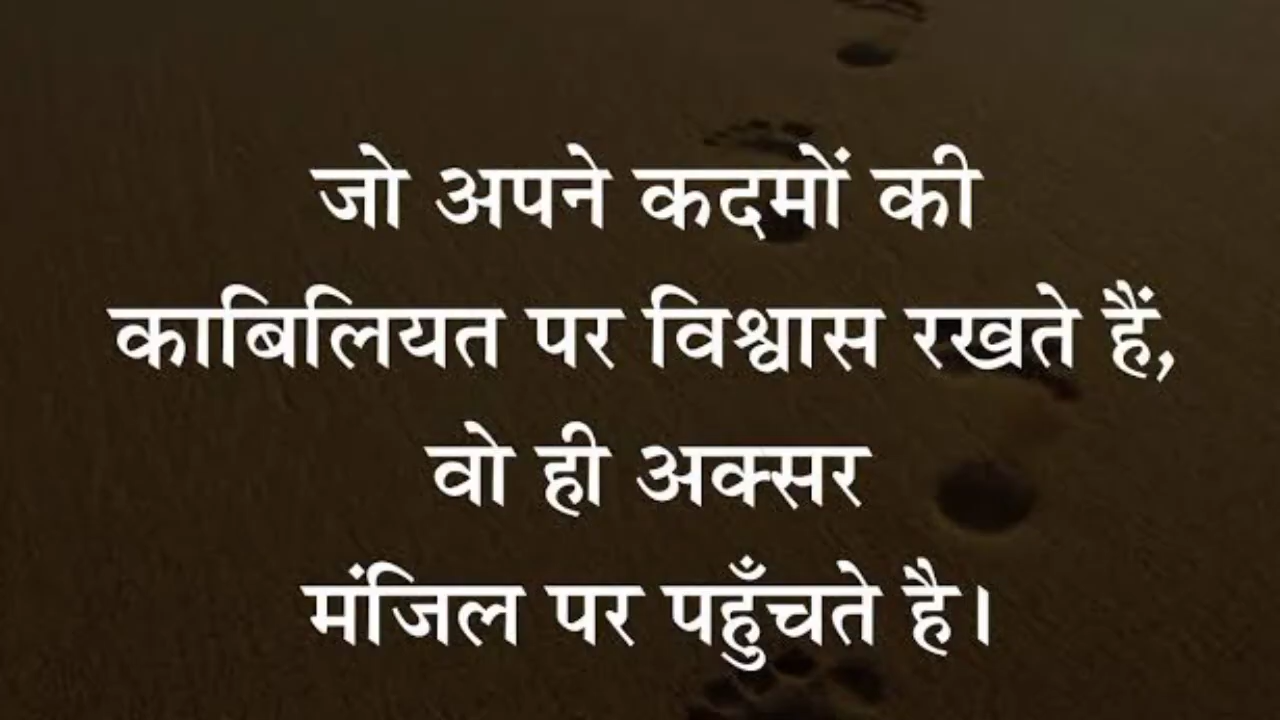 जो अपने कदमों की
काबिलियत पर विश्वास रखते हैं,
वो ही अक्सर
मंजिल पर पहुँचते है।